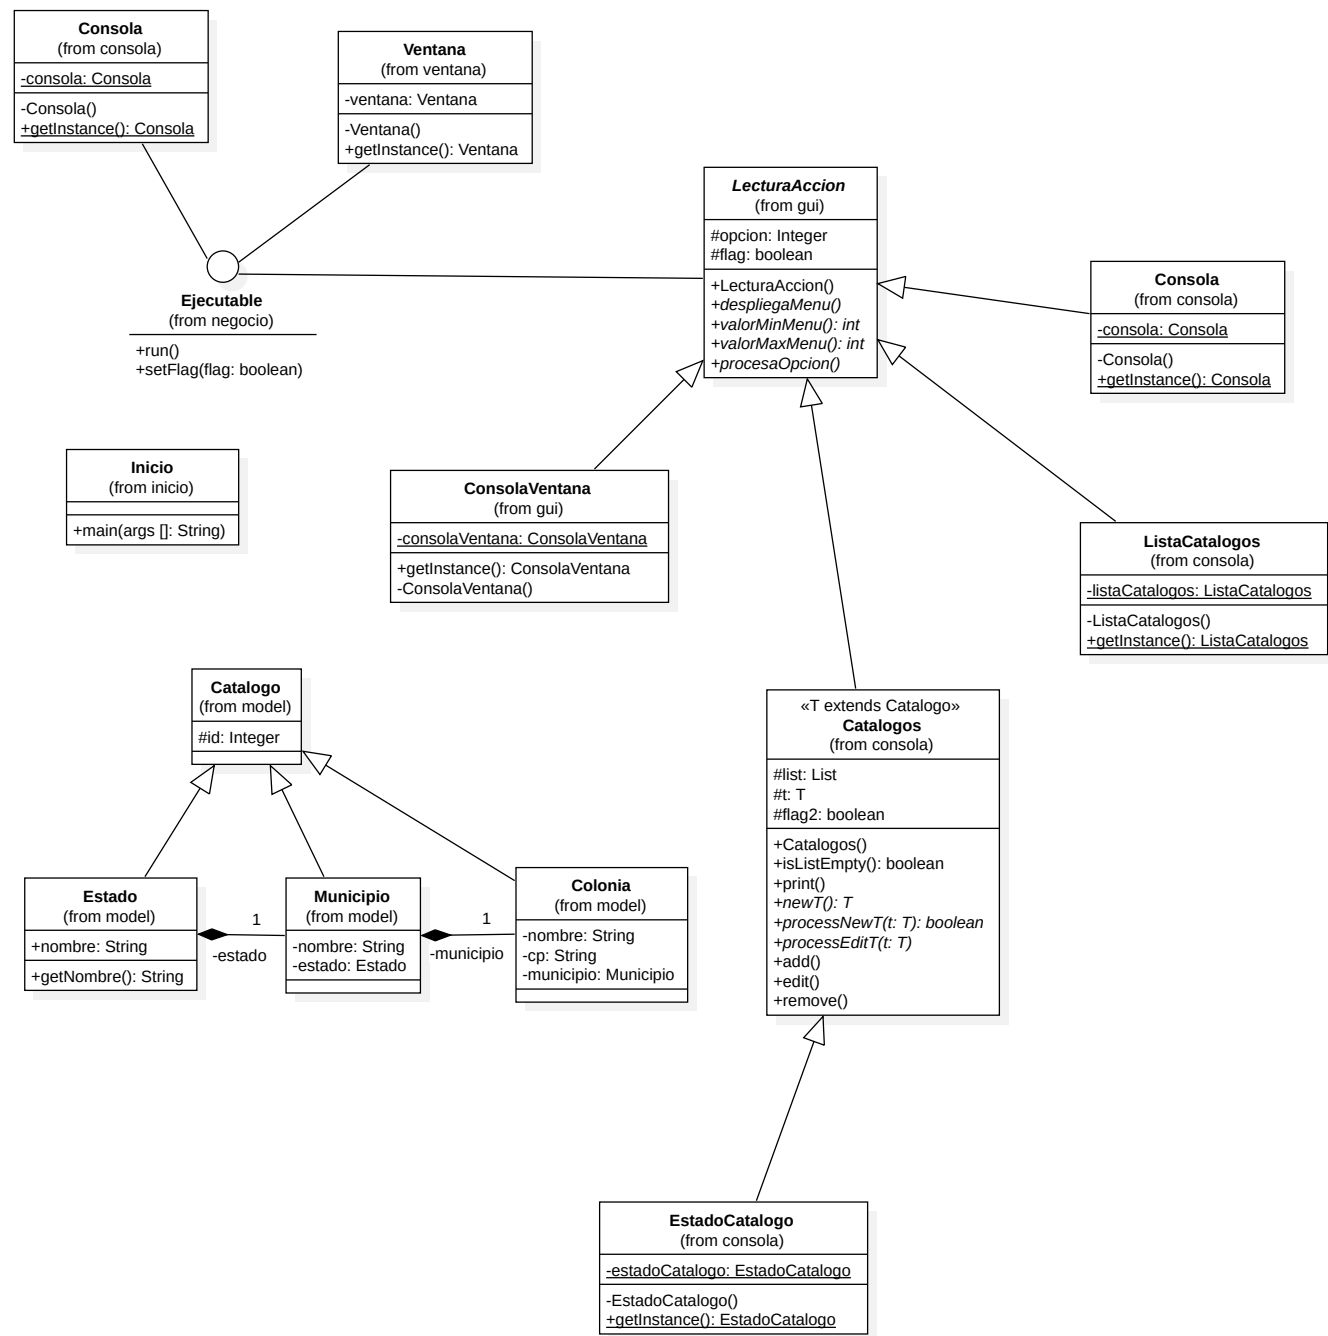 Consola
(from consola)
-consola: Consola
-Consola()
+getInstance(): Consola
Ventana
(from ventana)
-ventana: Ventana
-Ventana()
+getInstance(): Ventana
LecturaAccion
(from gui)
#opcion: Integer
#flag: boolean
+LecturaAccion()
+despliegaMenu()
+valorMinMenu(): int
+valorMaxMenu(): int
+procesaOpcion()
Consola
(from consola)
-consola: Consola
-Consola()
+getInstance(): Consola
Ejecutable
(from negocio)
+run()
+setFlag(flag: boolean)
Inicio
(from inicio)
+main(args []: String)
ConsolaVentana
(from gui)
-consolaVentana: ConsolaVentana
+getInstance(): ConsolaVentana
-ConsolaVentana()
ListaCatalogos
(from consola)
-listaCatalogos: ListaCatalogos
-ListaCatalogos()
+getInstance(): ListaCatalogos
Catalogo
(from model)
#id: Integer
«T extends Catalogo»
Catalogos
(from consola)
#list: List
#t: T
#flag2: boolean
+Catalogos()
+isListEmpty(): boolean
+print()
+newT(): T
+processNewT(t: T): boolean
+processEditT(t: T)
+add()
+edit()
+remove()
Estado
(from model)
+nombre: String
+getNombre(): String
1
-estado
Municipio
(from model)
-nombre: String
-estado: Estado
1
-municipio
Colonia
(from model)
-nombre: String
-cp: String
-municipio: Municipio
EstadoCatalogo
(from consola)
-estadoCatalogo: EstadoCatalogo
-EstadoCatalogo()
+getInstance(): EstadoCatalogo